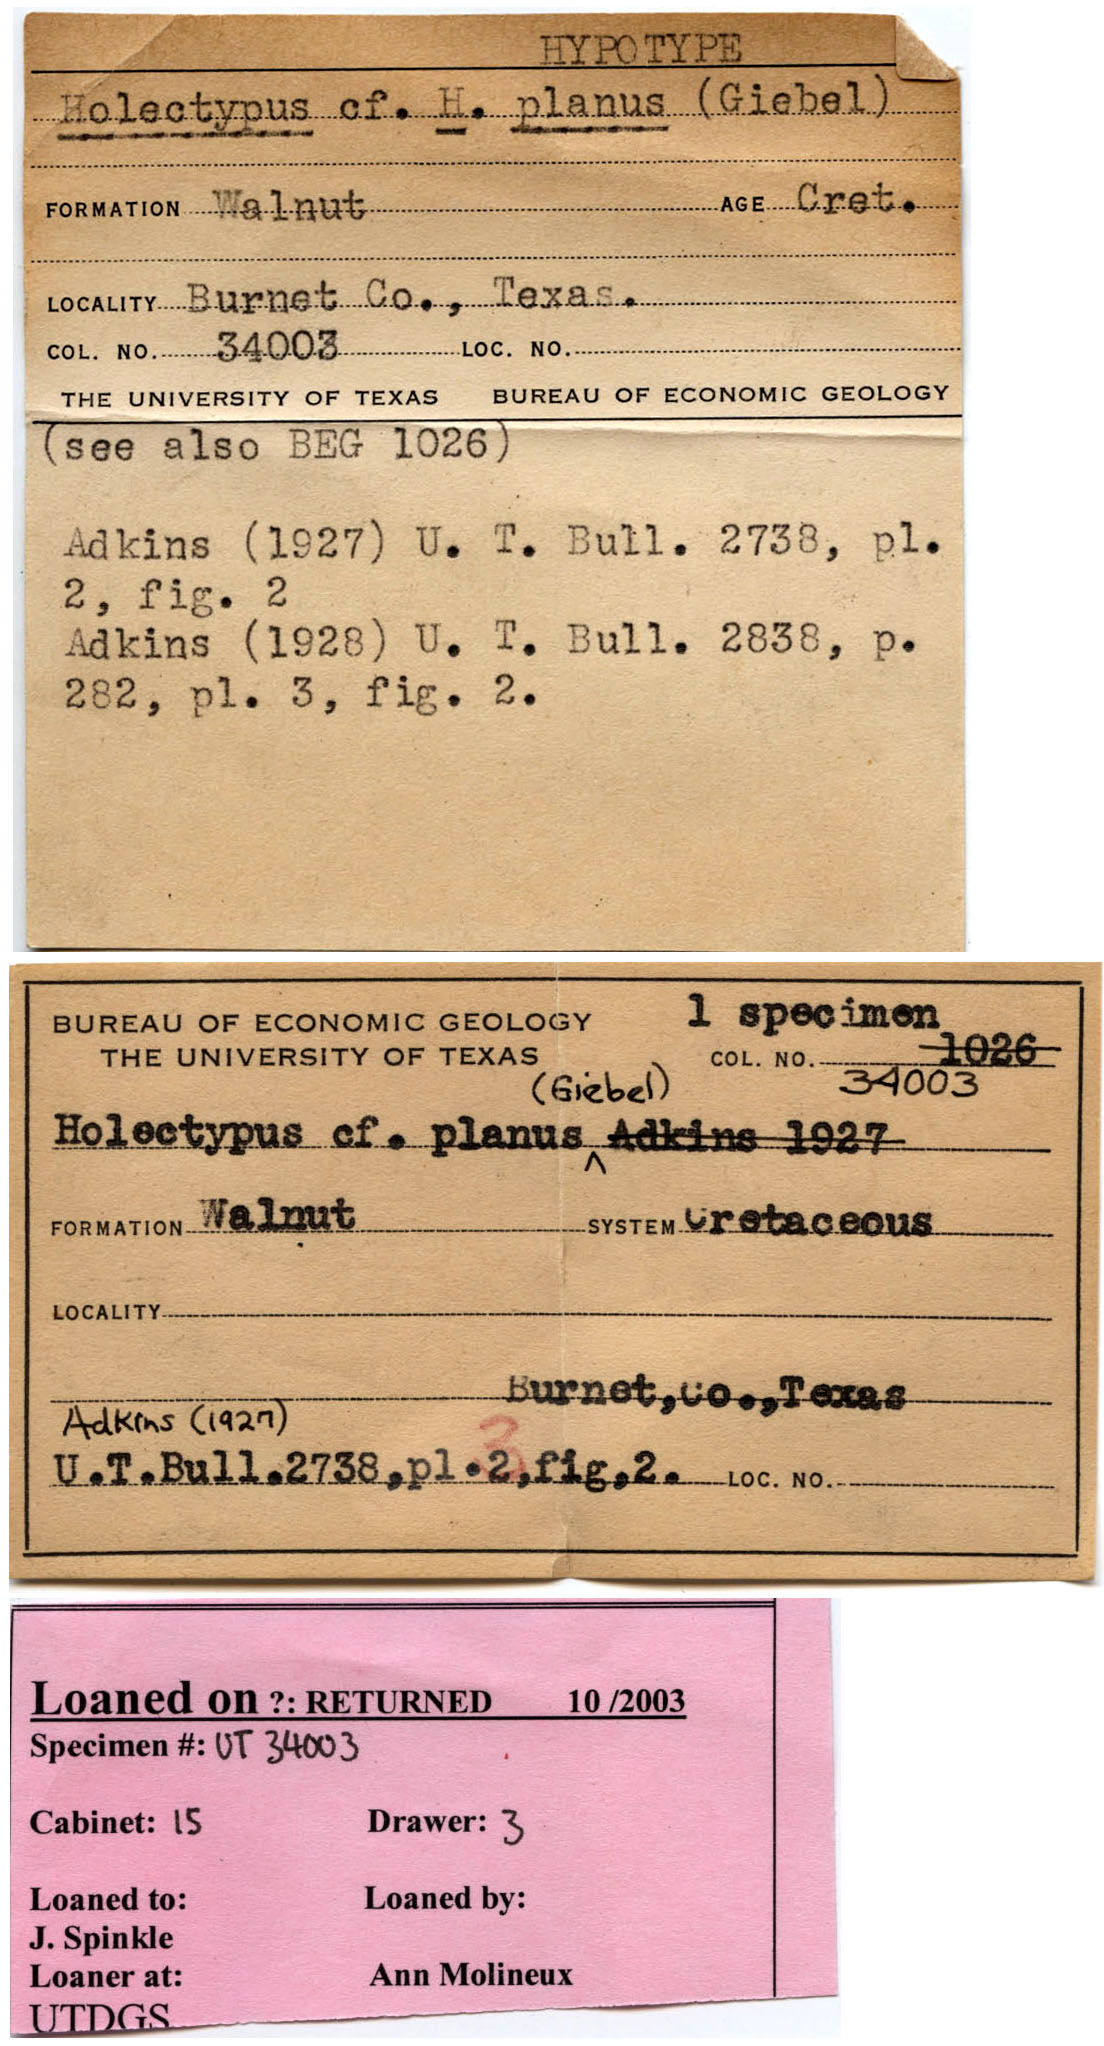 HYPOTYPE
Holectypus cf. H. planus (Giebel)
FORMATION Walnut AGE Cret.
LOCALITY Burnet Co., Texas.
COL. NO. 34003 LOC. NO.
THE UNIVERSITY OF TEXAS BUREAU OF ECONOMIC GEOLOGY
(see also BEG 1026)
Adkins (1927) U. T. Bull. 2738, pl.
2, fig. 2
Adkins (1928) U. T. Bull. 2838, p.
282, pl. 3, fig. 2.
BUREAU OF ECONOMIC GEOLOGY 1 specimen
THE UNIVERSITY OF TEXAS COL. NO. 1026
(Giebel) 34003
Holectypus cf. planus ^ Adkins 1927
FORMATION Walnut SYSTEM Cretaceous
LOCALITY
Burnet,Co.,Texas
Adkins (1927)
3
U.T.Bull.2738,pl.2,fig,2. LOC. NO.
Loaned on ?: RETURNED 10 /2003
Specimen #: UT 34003
Cabinet: 15 Drawer: 3
Loaned to: Loaned by:
J. Spinkle
Loaner at: Ann Molineux
UTDGS